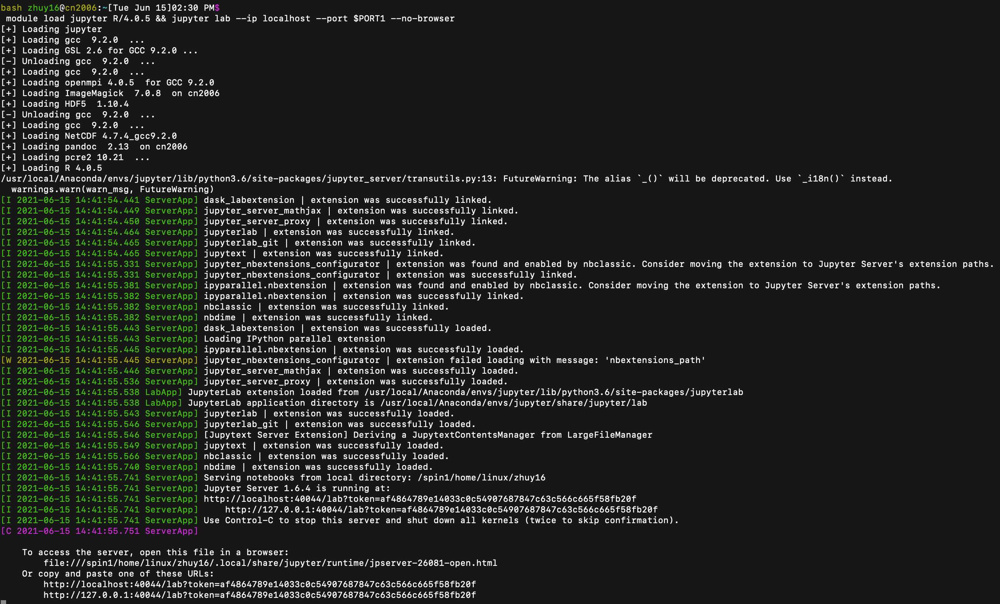 bash zhuy16@cn2006:~[Tue Jun 15]02:30 PM$
 module load jupyter R/4.0.5 && jupyter lab --ip localhost --port $PORT1 --no-browser
[+] Loading jupyter
[+] Loading gcc  9.2.0  ...
[+] Loading GSL 2.6 for GCC 9.2.0 ...
[-] Unloading gcc  9.2.0  ...
[+] Loading gcc  9.2.0  ...
[+] Loading openmpi 4.0.5  for GCC 9.2.0
[+] Loading ImageMagick  7.0.8  on cn2006
[+] Loading HDF5  1.10.4
[-] Unloading gcc  9.2.0  ...
[+] Loading gcc  9.2.0  ...
[+] Loading NetCDF 4.7.4_gcc9.2.0
[+] Loading pandoc  2.13  on cn2006
[+] Loading pcre2 10.21  ...
[+] Loading R 4.0.5
/usr/local/Anaconda/envs/jupyter/lib/python3.6/site-packages/jupyter_server/transutils.py:13: FutureWarning: The alias `_()` will be deprecated. Use `_i18n()` instead.
  warnings.warn(warn_msg, FutureWarning)
[I 2021-06-15 14:41:54.441 ServerApp] dask_labextension | extension was successfully linked.
[I 2021-06-15 14:41:54.449 ServerApp] jupyter_server_mathjax | extension was successfully linked.
[I 2021-06-15 14:41:54.450 ServerApp] jupyter_server_proxy | extension was successfully linked.
[I 2021-06-15 14:41:54.464 ServerApp] jupyterlab | extension was successfully linked.
[I 2021-06-15 14:41:54.465 ServerApp] jupyterlab_git | extension was successfully linked.
[I 2021-06-15 14:41:54.465 ServerApp] jupytext | extension was successfully linked.
[I 2021-06-15 14:41:55.331 ServerApp] jupyter_nbextensions_configurator | extension was found and enabled by nbclassic. Consider moving the extension to Jupyter Server's extension paths.
[I 2021-06-15 14:41:55.331 ServerApp] jupyter_nbextensions_configurator | extension was successfully linked.
[I 2021-06-15 14:41:55.381 ServerApp] ipyparallel.nbextension | extension was found and enabled by nbclassic. Consider moving the extension to Jupyter Server's extension paths.
[I 2021-06-15 14:41:55.382 ServerApp] ipyparallel.nbextension | extension was successfully linked.
[I 2021-06-15 14:41:55.382 ServerApp] nbclassic | extension was successfully linked.
[I 2021-06-15 14:41:55.382 ServerApp] nbdime | extension was successfully linked.
[I 2021-06-15 14:41:55.443 ServerApp] dask_labextension | extension was successfully loaded.
[I 2021-06-15 14:41:55.443 ServerApp] Loading IPython parallel extension
[I 2021-06-15 14:41:55.445 ServerApp] ipyparallel.nbextension | extension was successfully loaded.
[W 2021-06-15 14:41:55.445 ServerApp] jupyter_nbextensions_configurator | extension failed loading with message: 'nbextensions_path'
[I 2021-06-15 14:41:55.446 ServerApp] jupyter_server_mathjax | extension was successfully loaded.
[I 2021-06-15 14:41:55.536 ServerApp] jupyter_server_proxy | extension was successfully loaded.
[I 2021-06-15 14:41:55.538 LabApp] JupyterLab extension loaded from /usr/local/Anaconda/envs/jupyter/lib/python3.6/site-packages/jupyterlab
[I 2021-06-15 14:41:55.538 LabApp] JupyterLab application directory is /usr/local/Anaconda/envs/jupyter/share/jupyter/lab
[I 2021-06-15 14:41:55.543 ServerApp] jupyterlab | extension was successfully loaded.
[I 2021-06-15 14:41:55.546 ServerApp] jupyterlab_git | extension was successfully loaded.
[I 2021-06-15 14:41:55.546 ServerApp] [Jupytext Server Extension] Deriving a JupytextContentsManager from LargeFileManager
[I 2021-06-15 14:41:55.549 ServerApp] jupytext | extension was successfully loaded.
[I 2021-06-15 14:41:55.566 ServerApp] nbclassic | extension was successfully loaded.
[I 2021-06-15 14:41:55.740 ServerApp] nbdime | extension was successfully loaded.
[I 2021-06-15 14:41:55.741 ServerApp] Serving notebooks from local directory: /spin1/home/linux/zhuy16
[I 2021-06-15 14:41:55.741 ServerApp] Jupyter Server 1.6.4 is running at:
[I 2021-06-15 14:41:55.741 ServerApp] http://localhost:40044/lab?token=af4864789e14033c0c54907687847c63c566c665f58fb20f
[I 2021-06-15 14:41:55.741 ServerApp]     http://127.0.0.1:40044/lab?token=af4864789e14033c0c54907687847c63c566c665f58fb20f
[I 2021-06-15 14:41:55.741 ServerApp] Use Control-C to stop this server and shut down all kernels (twice to skip confirmation).
[C 2021-06-15 14:41:55.751 ServerApp]
    To access the server, open this file in a browser:
        file:///spin1/home/linux/zhuy16/.local/share/jupyter/runtime/jpserver-26081-open.html
    Or copy and paste one of these URLs:
        http://localhost:40044/lab?token=af4864789e14033c0c54907687847c63c566c665f58fb20f
        http://127.0.0.1:40044/lab?token=af4864789e14033c0c54907687847c63c566c665f58fb20f